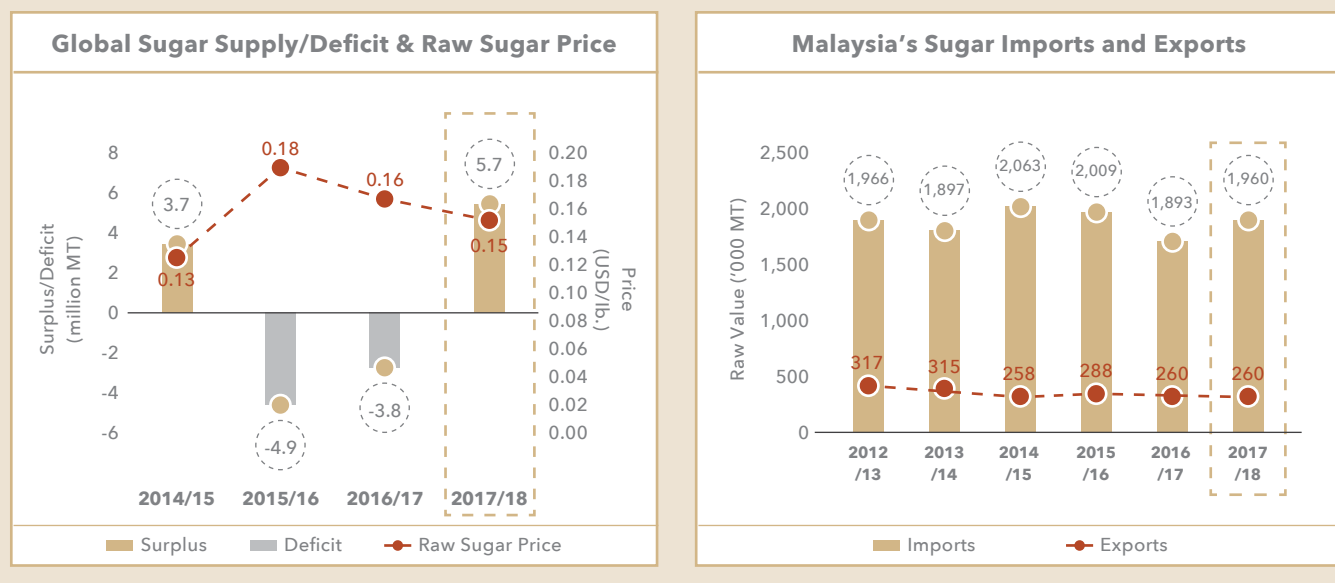 Global Sugar Supply/Deficit & Raw Sugar Price
Surplus/Deficit
(million MT)
8
6
4
2
0
-2
-4
-6
3.7
0.13
0.18
-4.9
0.16
-3.8
5.7
0.15
0.20
0.18
0.16
0.14
0.12
0.10
0.08
0.06
0.04
0.02
0.00
Price
(USD/lb.)
2014/15 2015/16 2016/17 2017/18
Surplus Deficit Raw Sugar Price
Malaysia's Sugar Imports and Exports
Raw Value ('000 MT)
2,500
2,000
1,500
1,000
500
0
1,966 1,897 2,063 2,009 1,893 1,960
317 315 258 288 260 260
2012 2013 2014 2015 2016 2017
/13 /14 /15 /16 /17 /18
Imports Exports